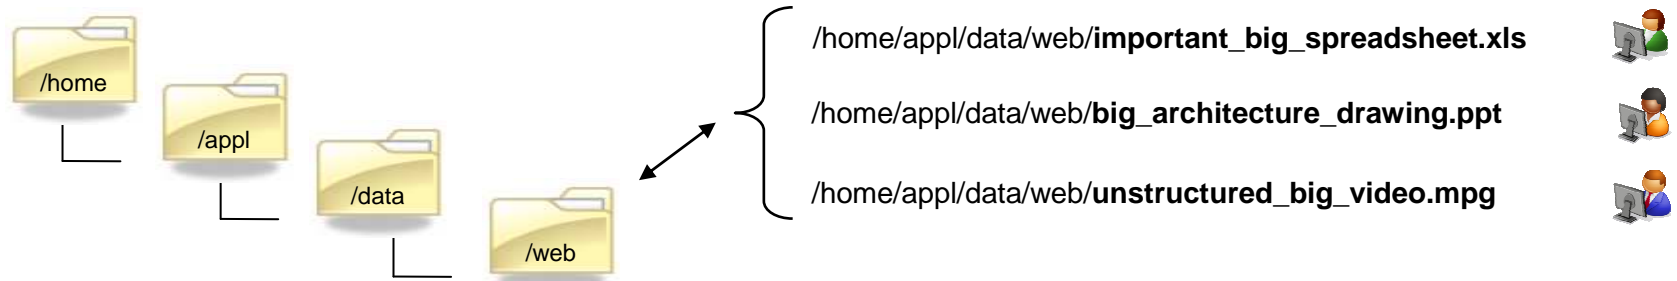 /home
/appl
/data
/web
/home/appl/data/web/important_big_spreadsheet.xls
/home/appl/data/web/big_architecture_drawing.ppt
/home/appl/data/web/unstructured_big_video.mpg